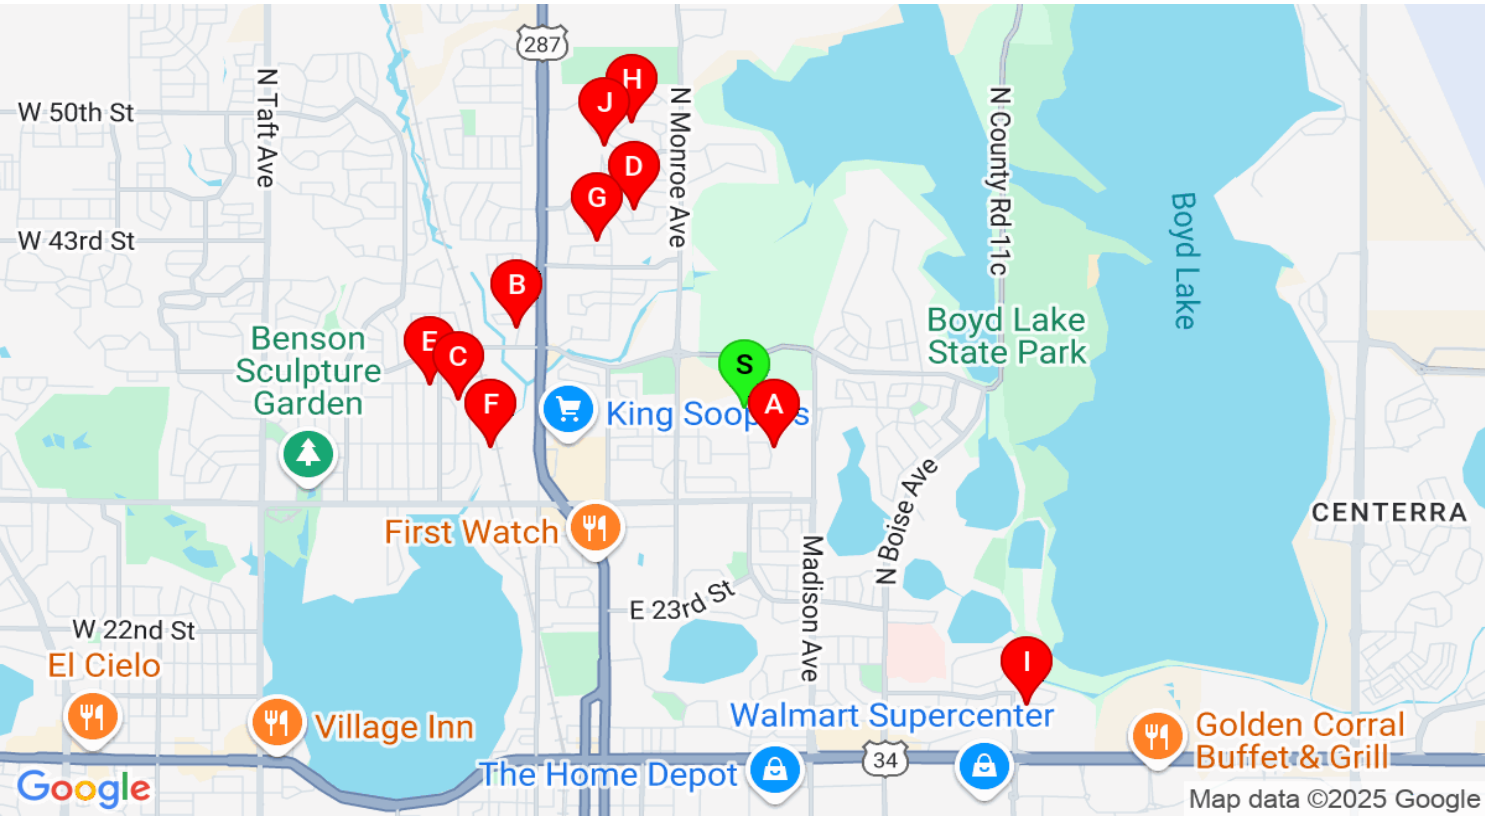 287
H
J
N Taft Ave
W 50th St
N Monroe Ave
N County Rd 11c
D
G
Boyd Lake
W 43rd St
B
E
C
Benson
Sculpture
Garden
S
Boyd Lake
State Park
F
A
King Soopers
CENTERRA
First Watch
N Boise Ave
Madison Ave
E 23rd St
W 22nd St
El Cielo
I
Village Inn
Walmart Supercenter
Golden Corral
Buffet & Grill
34
The Home Depot
Google
Map data ©2025 Google